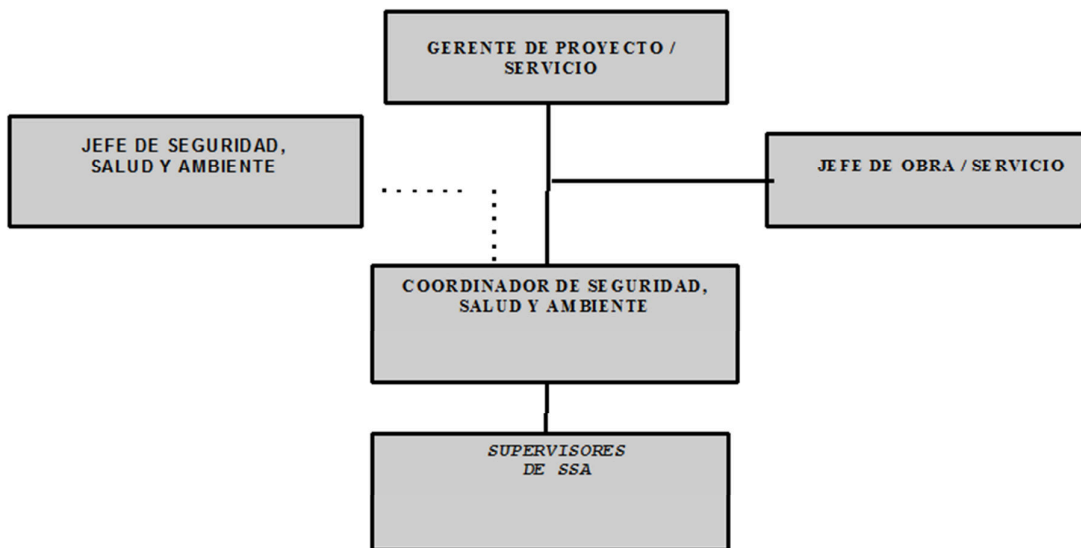 GERENTE DE PROYECTO /
SERVICIO
JEFE DE SEGURIDAD,
SALUD Y AMBIENTE
JEFE DE OBRA / SERVICIO
COORDINADOR DE SEGURIDAD,
SALUD Y AMBIENTE
SUPERVISORES
DE SSA